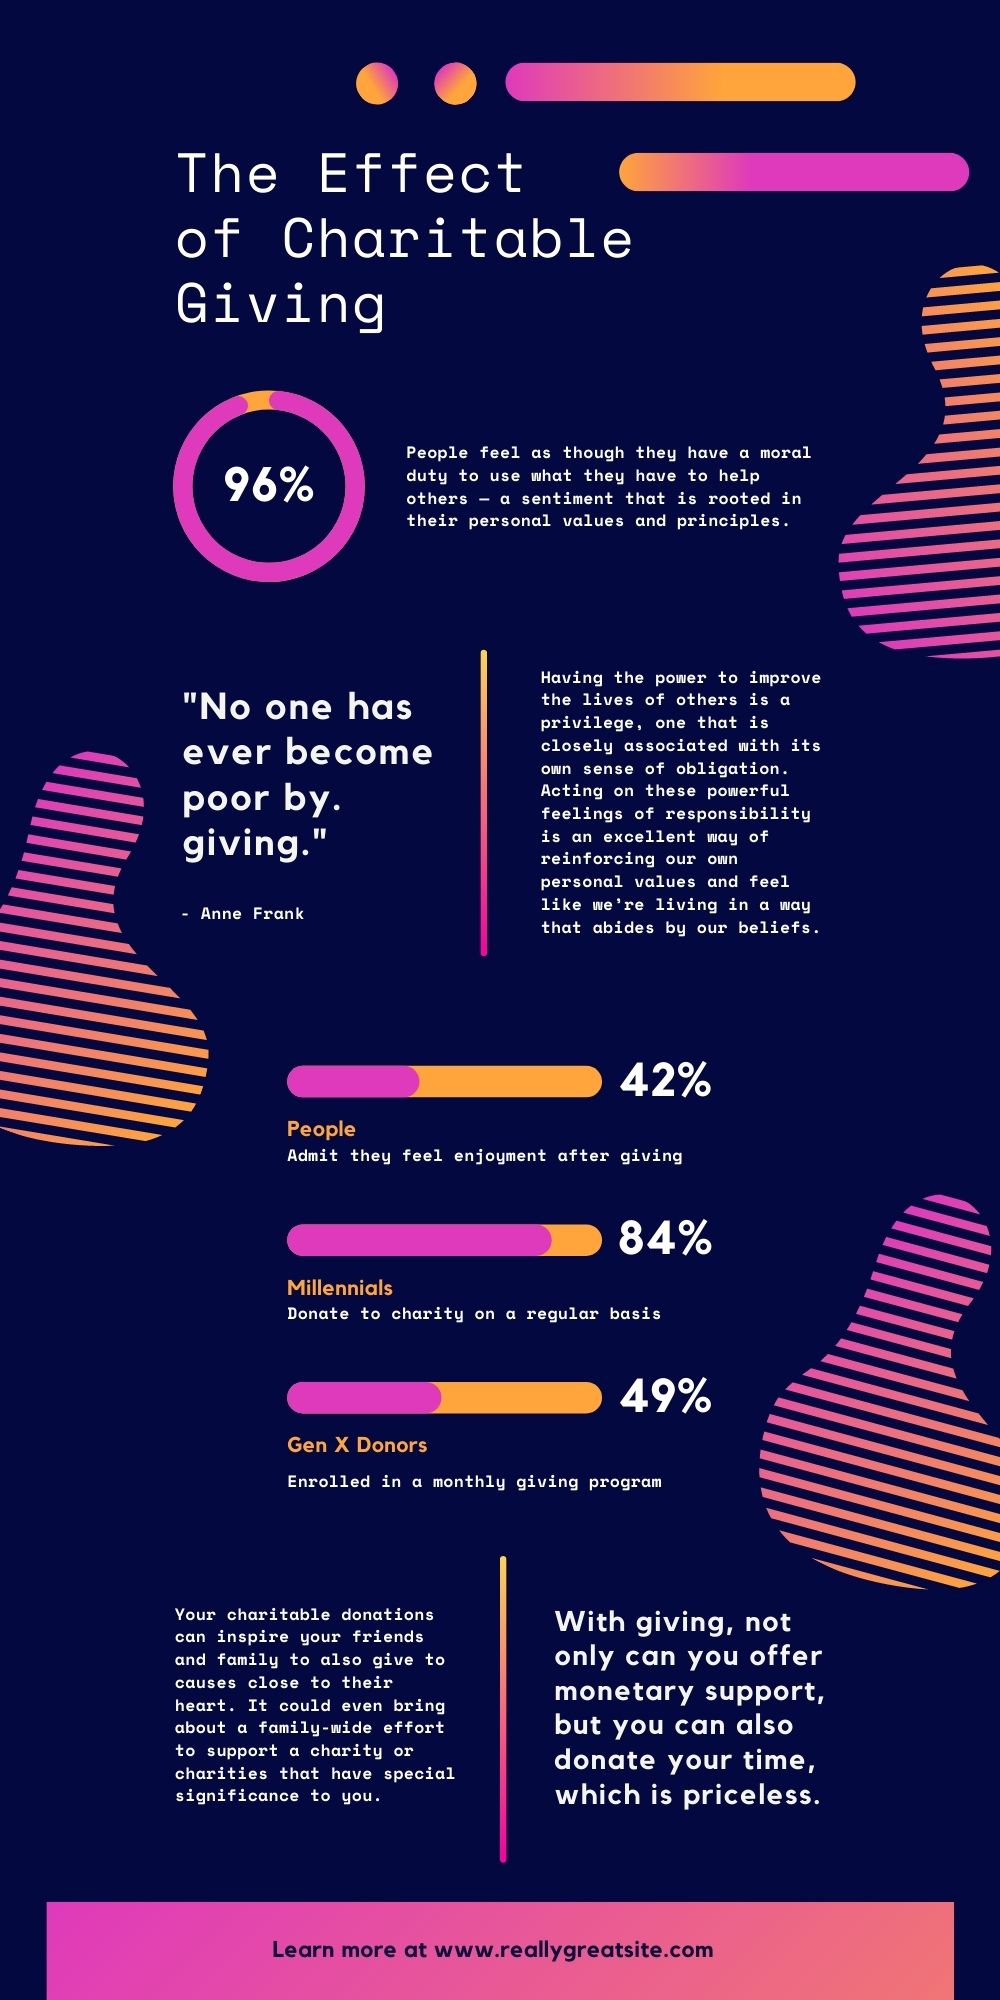 The Effect
of Charitable
Giving
96%
People feel as though they have a moral
duty to use what they have to help
others — a sentiment that is rooted in
their personal values and principles.
"No one has
ever become
poor by.
giving."
- Anne Frank
Having the power to improve
the lives of others is a
privilege, one that is
closely associated with its
own sense of obligation.
Acting on these powerful
feelings of responsibility
is an excellent way of
reinforcing our own
personal values and feel
like we’re living in a way
that abides by our beliefs.
42%
People
Admit they feel enjoyment after giving
84%
Millennials
Donate to charity on a regular basis
49%
Gen X Donors
Enrolled in a monthly giving program
Your charitable donations
can inspire your friends
and family to also give to
causes close to their
heart. It could even bring
about a family-wide effort
to support a charity or
charities that have special
significance to you.
With giving, not
only can you offer
monetary support,
but you can also
donate your time,
which is priceless.
Learn more at www.reallygreatsite.com